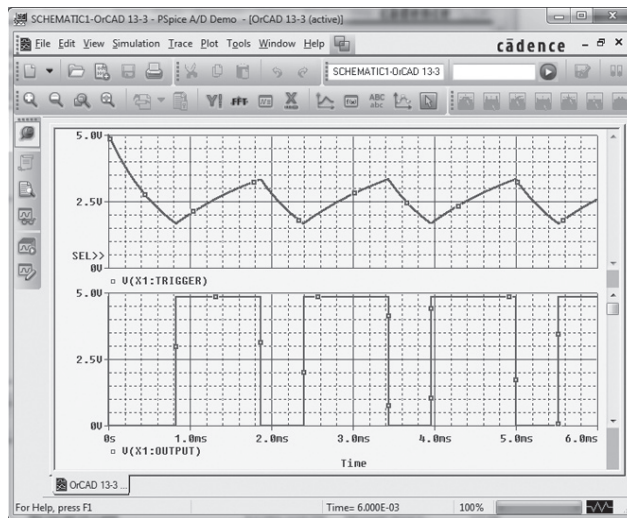 SCHEMATIC1-OrCAD 13-3 - PSpice A/D Demo - [OrCAD 13-3 (active)]
File Edit View Simulation Trace Plot Tools Window Help
cādence
SCHEMATIC1-OrCAD 13-3
ABC
abc
5.0V
2.5V
SEL>>
0V
V(X1:TRIGGER)
5.0V
2.5V
0V
0s 1.0ms 2.0ms 3.0ms 4.0ms 5.0ms 6.0ms
V(X1:OUTPUT)
Time
OrCAD 13-3 ...
For Help, press F1 Time= 6.000E-03 100%